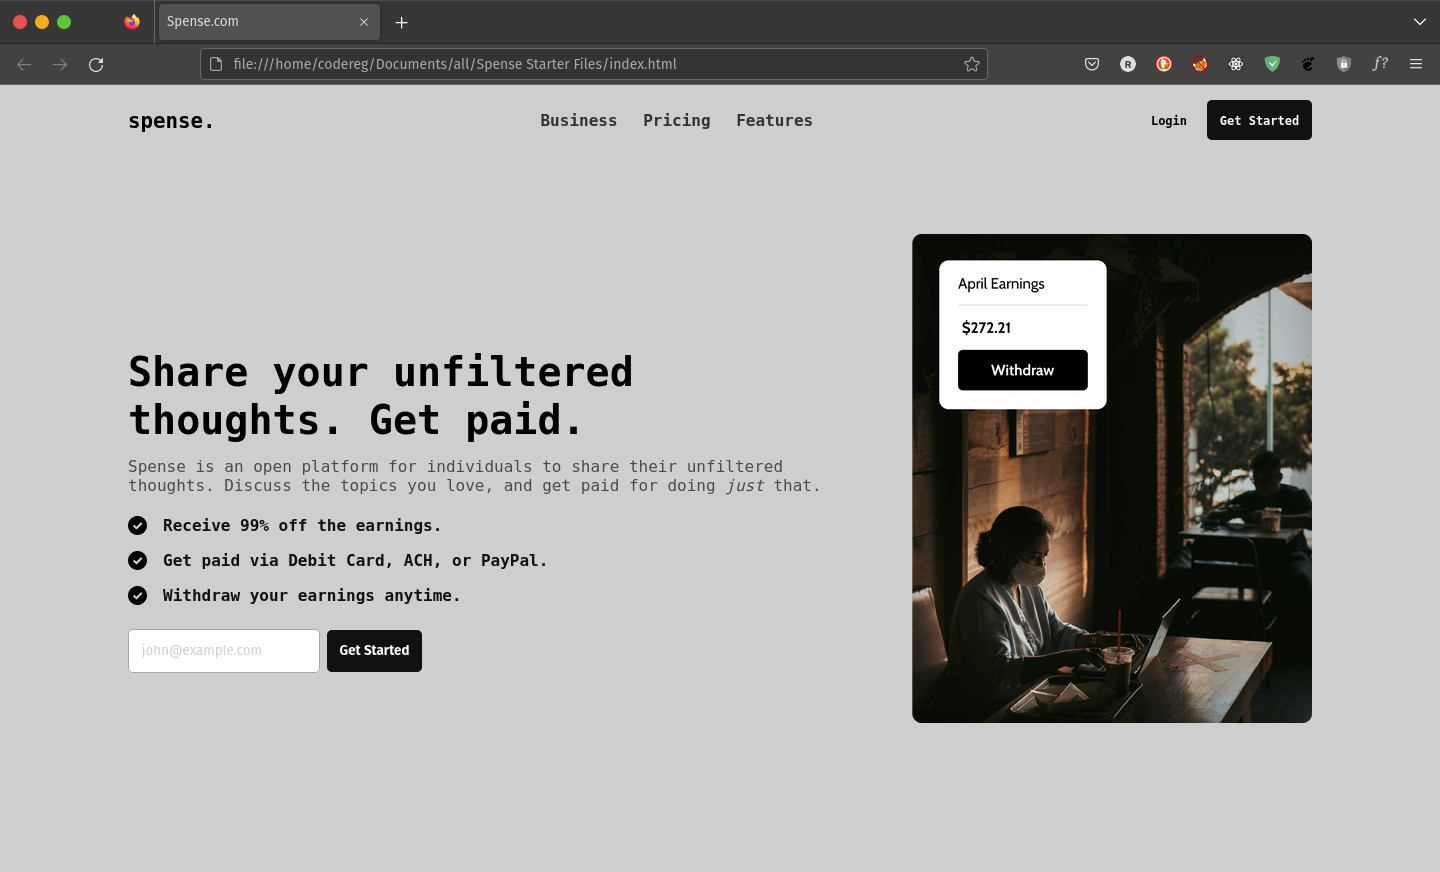 Spense.com
file:///home/codereg/Documents/all/Spense Starter Files/index.html
R
f?
spense.
Business Pricing Features
Login
Get Started
April Earnings
$272.21
Withdraw
Share your unfiltered
thoughts. Get paid.
Spense is an open platform for individuals to share their unfiltered
thoughts. Discuss the topics you love, and get paid for doing just that.
Receive 99% off the earnings.
Get paid via Debit Card, ACH, or PayPal.
Withdraw your earnings anytime.
john@example.com
Get Started